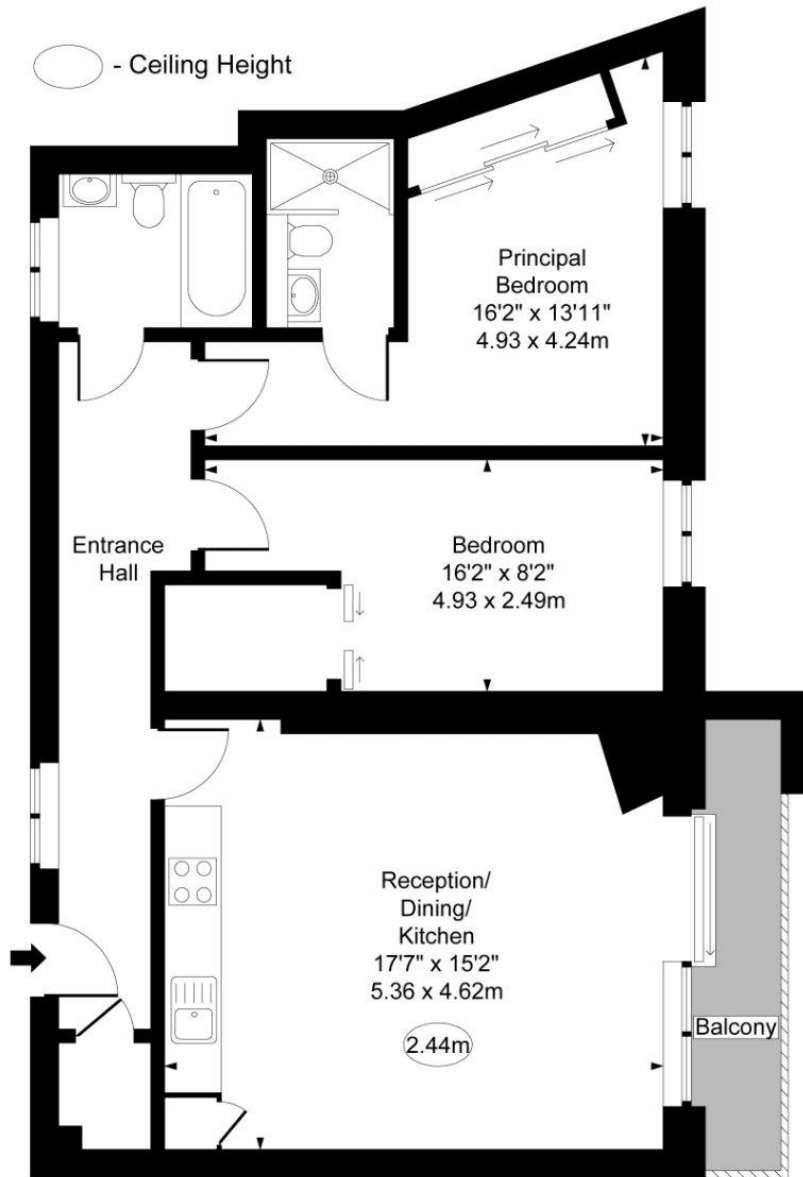 - Ceiling Height
Principal
Bedroom
16'2" x 13'11"
4.93 x 4.24m
Entrance
Hall
Bedroom
16'2" x 8'2"
4.93 x 2.49m
Reception/
Dining/
Kitchen
17'7" x 15'2"
5.36 x 4.62m
2.44m
Balcony